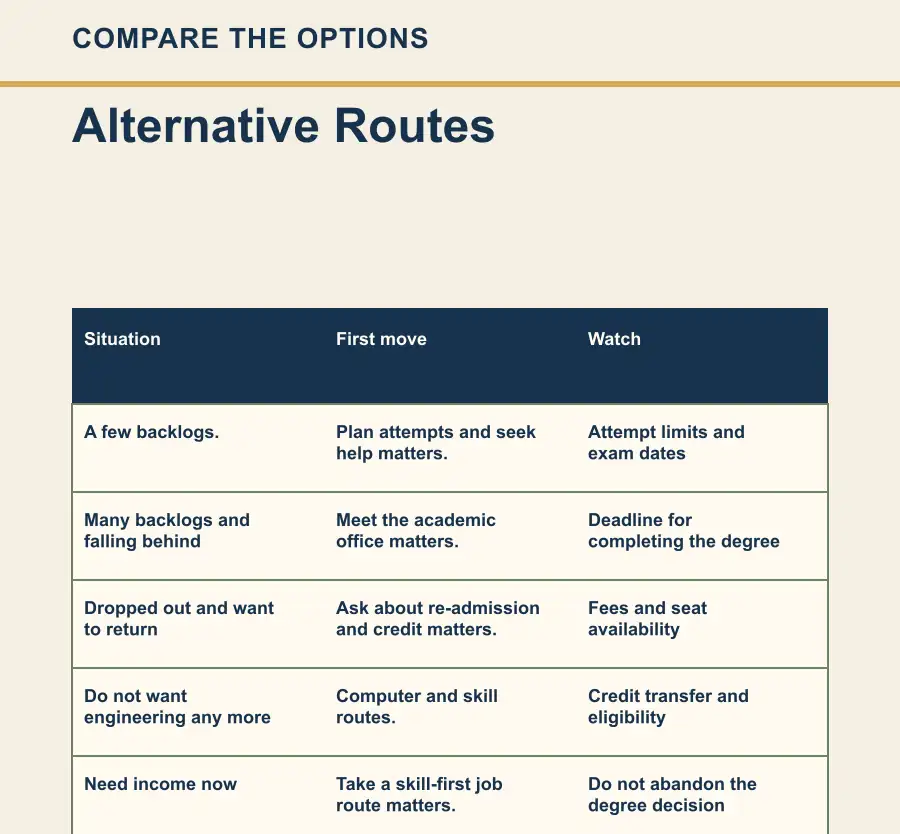 COMPARE THE OPTIONS
Alternative Routes
Situation
First move
Watch
A few backlogs.
Plan attempts and seek
help matters.
Attempt limits and
exam dates
Many backlogs and
falling behind
Meet the academic
office matters.
Deadline for
completing the degree
Dropped out and want
to return
Ask about re-admission
and credit matters.
Fees and seat
availability
Do not want
engineering any more
Computer and skill
routes.
Credit transfer and
eligibility
Need income now
Take a skill-first job
route matters.
Do not abandon the
degree decision